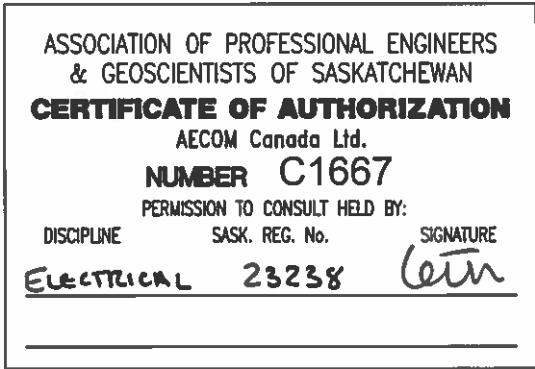 ASSOCIATION OF PROFESSIONAL ENGINEERS
& GEOSCIENTISTS OF SASKATCHEWAN
CERTIFICATE OF AUTHORIZATION
AECOM Canada Ltd.
NUMBER C1667
PERMISSION TO CONSULT HELD BY:
DISCIPLINE SASK. REG. No. SIGNATURE
ELECTRICAL 23238